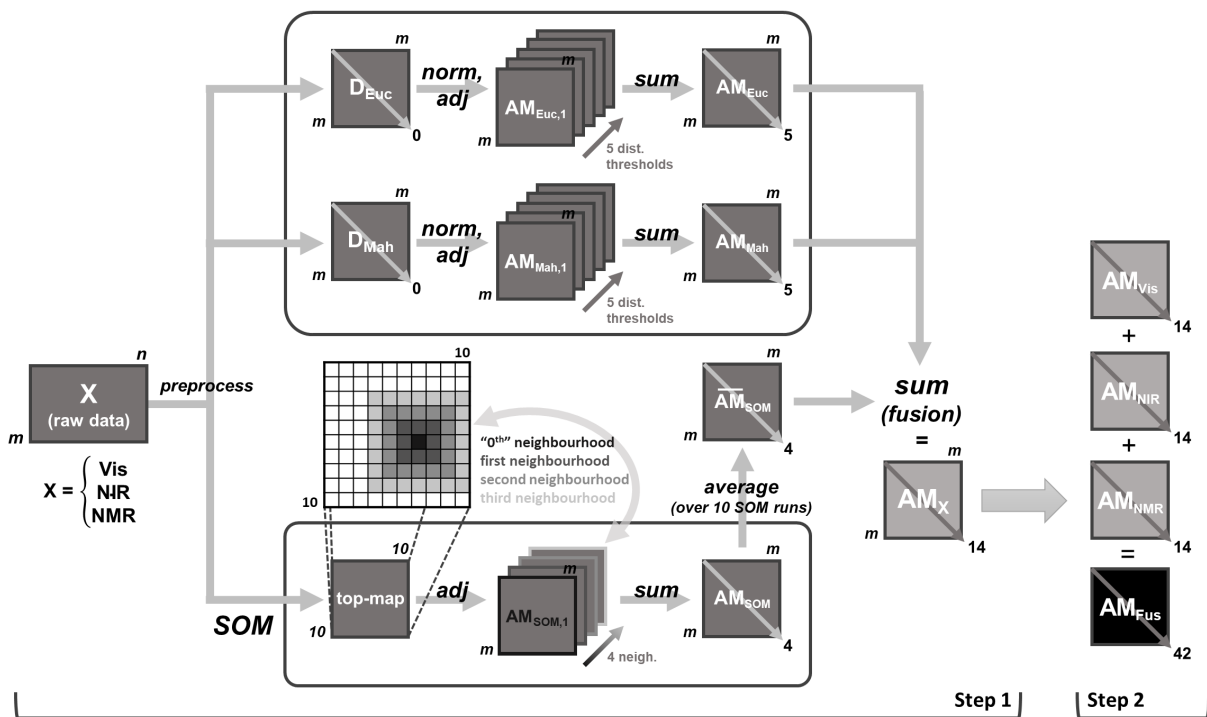 m
D_Euc
m
0
norm,
adj
m
AM_Euc,1
m
5 dist.
thresholds
sum
m
AM_Euc
m
5
m
D_Mah
m
0
norm,
adj
m
AM_Mah,1
m
5 dist.
thresholds
sum
m
AM_Mah
m
5
n
X
(raw data)
m
preprocess
X = {
Vis
NIR
NMR
10
10
"0th" neighbourhood
first neighbourhood
second neighbourhood
third neighbourhood
m
AM_SOM
m
4
average
(over 10 SOM runs)
SOM
10
top-map
10
adj
m
AM_SOM,1
m
4 neigh.
sum
m
AM_SOM
m
4
sum
(fusion)
=
m
AM_X
m
14
AM_Vis
14
+
AM_NIR
14
+
AM_NMR
14
=
AM_Fus
42
Step 1
Step 2